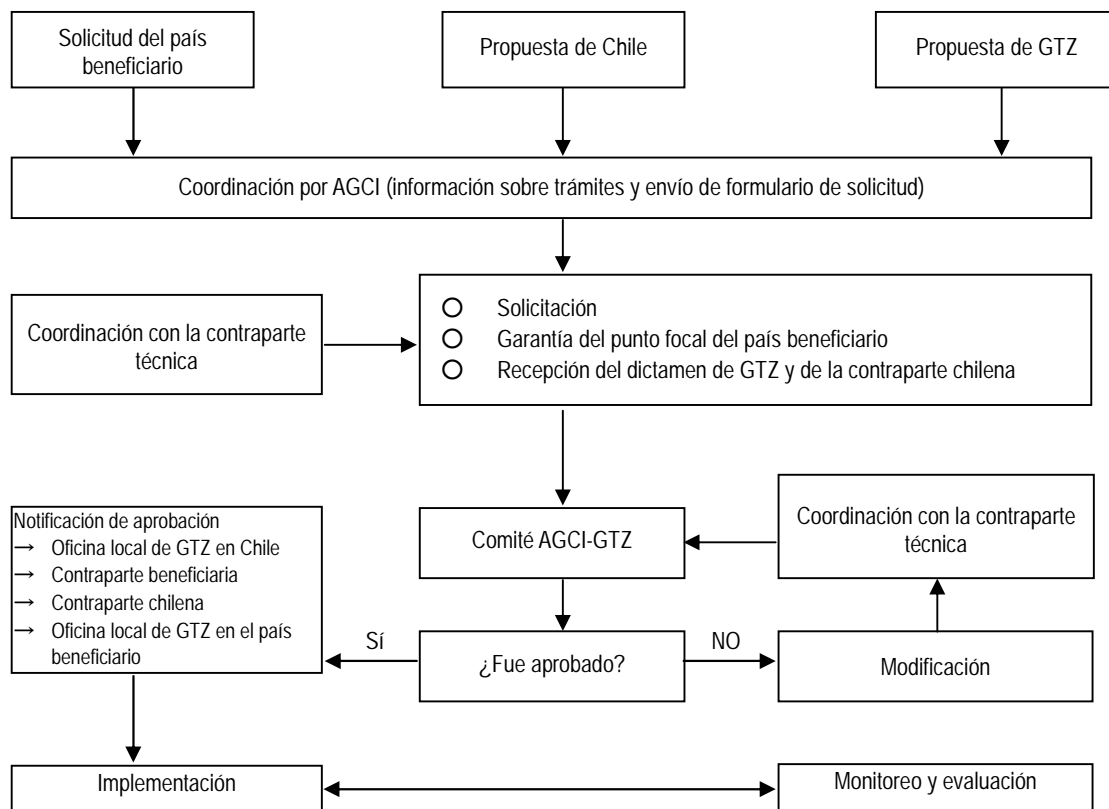 Solicitud del país
beneficiario
Propuesta de Chile
Propuesta de GTZ
Coordinación por AGCI (información sobre trámites y envío de formulario de solicitud)
Coordinación con la contraparte
técnica
○ Solicitación
○ Garantía del punto focal del país beneficiario
○ Recepción del dictamen de GTZ y de la contraparte chilena
Notificación de aprobación
→ Oficina local de GTZ en Chile
→ Contraparte beneficiaria
→ Contraparte chilena
→ Oficina local de GTZ en el país
beneficiario
Comité AGCI-GTZ
Coordinación con la contraparte
técnica
Sí
¿Fue aprobado?
NO
Modificación
Implementación
Monitoreo y evaluación